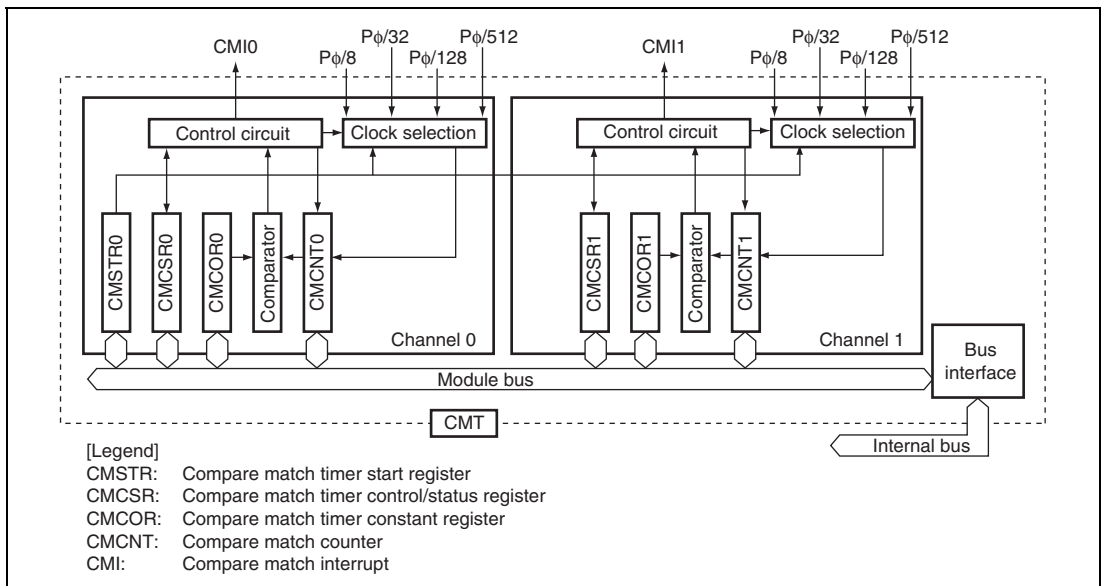 CMI0
Pφ/8
Pφ/32
Pφ/128
Pφ/512
CMI1
Pφ/8
Pφ/32
Pφ/128
Pφ/512
Control circuit
Clock selection
Control circuit
Clock selection
CMSTR0
CMCSR0
CMCOR0
Comparator
CMCNT0
CMCSR1
CMCOR1
Comparator
CMCNT1
Channel 0
Channel 1
Module bus
Bus
interface
CMT
Internal bus
[Legend]
CMSTR: Compare match timer start register
CMCSR: Compare match timer control/status register
CMCOR: Compare match timer constant register
CMCNT: Compare match counter
CMI: Compare match interrupt